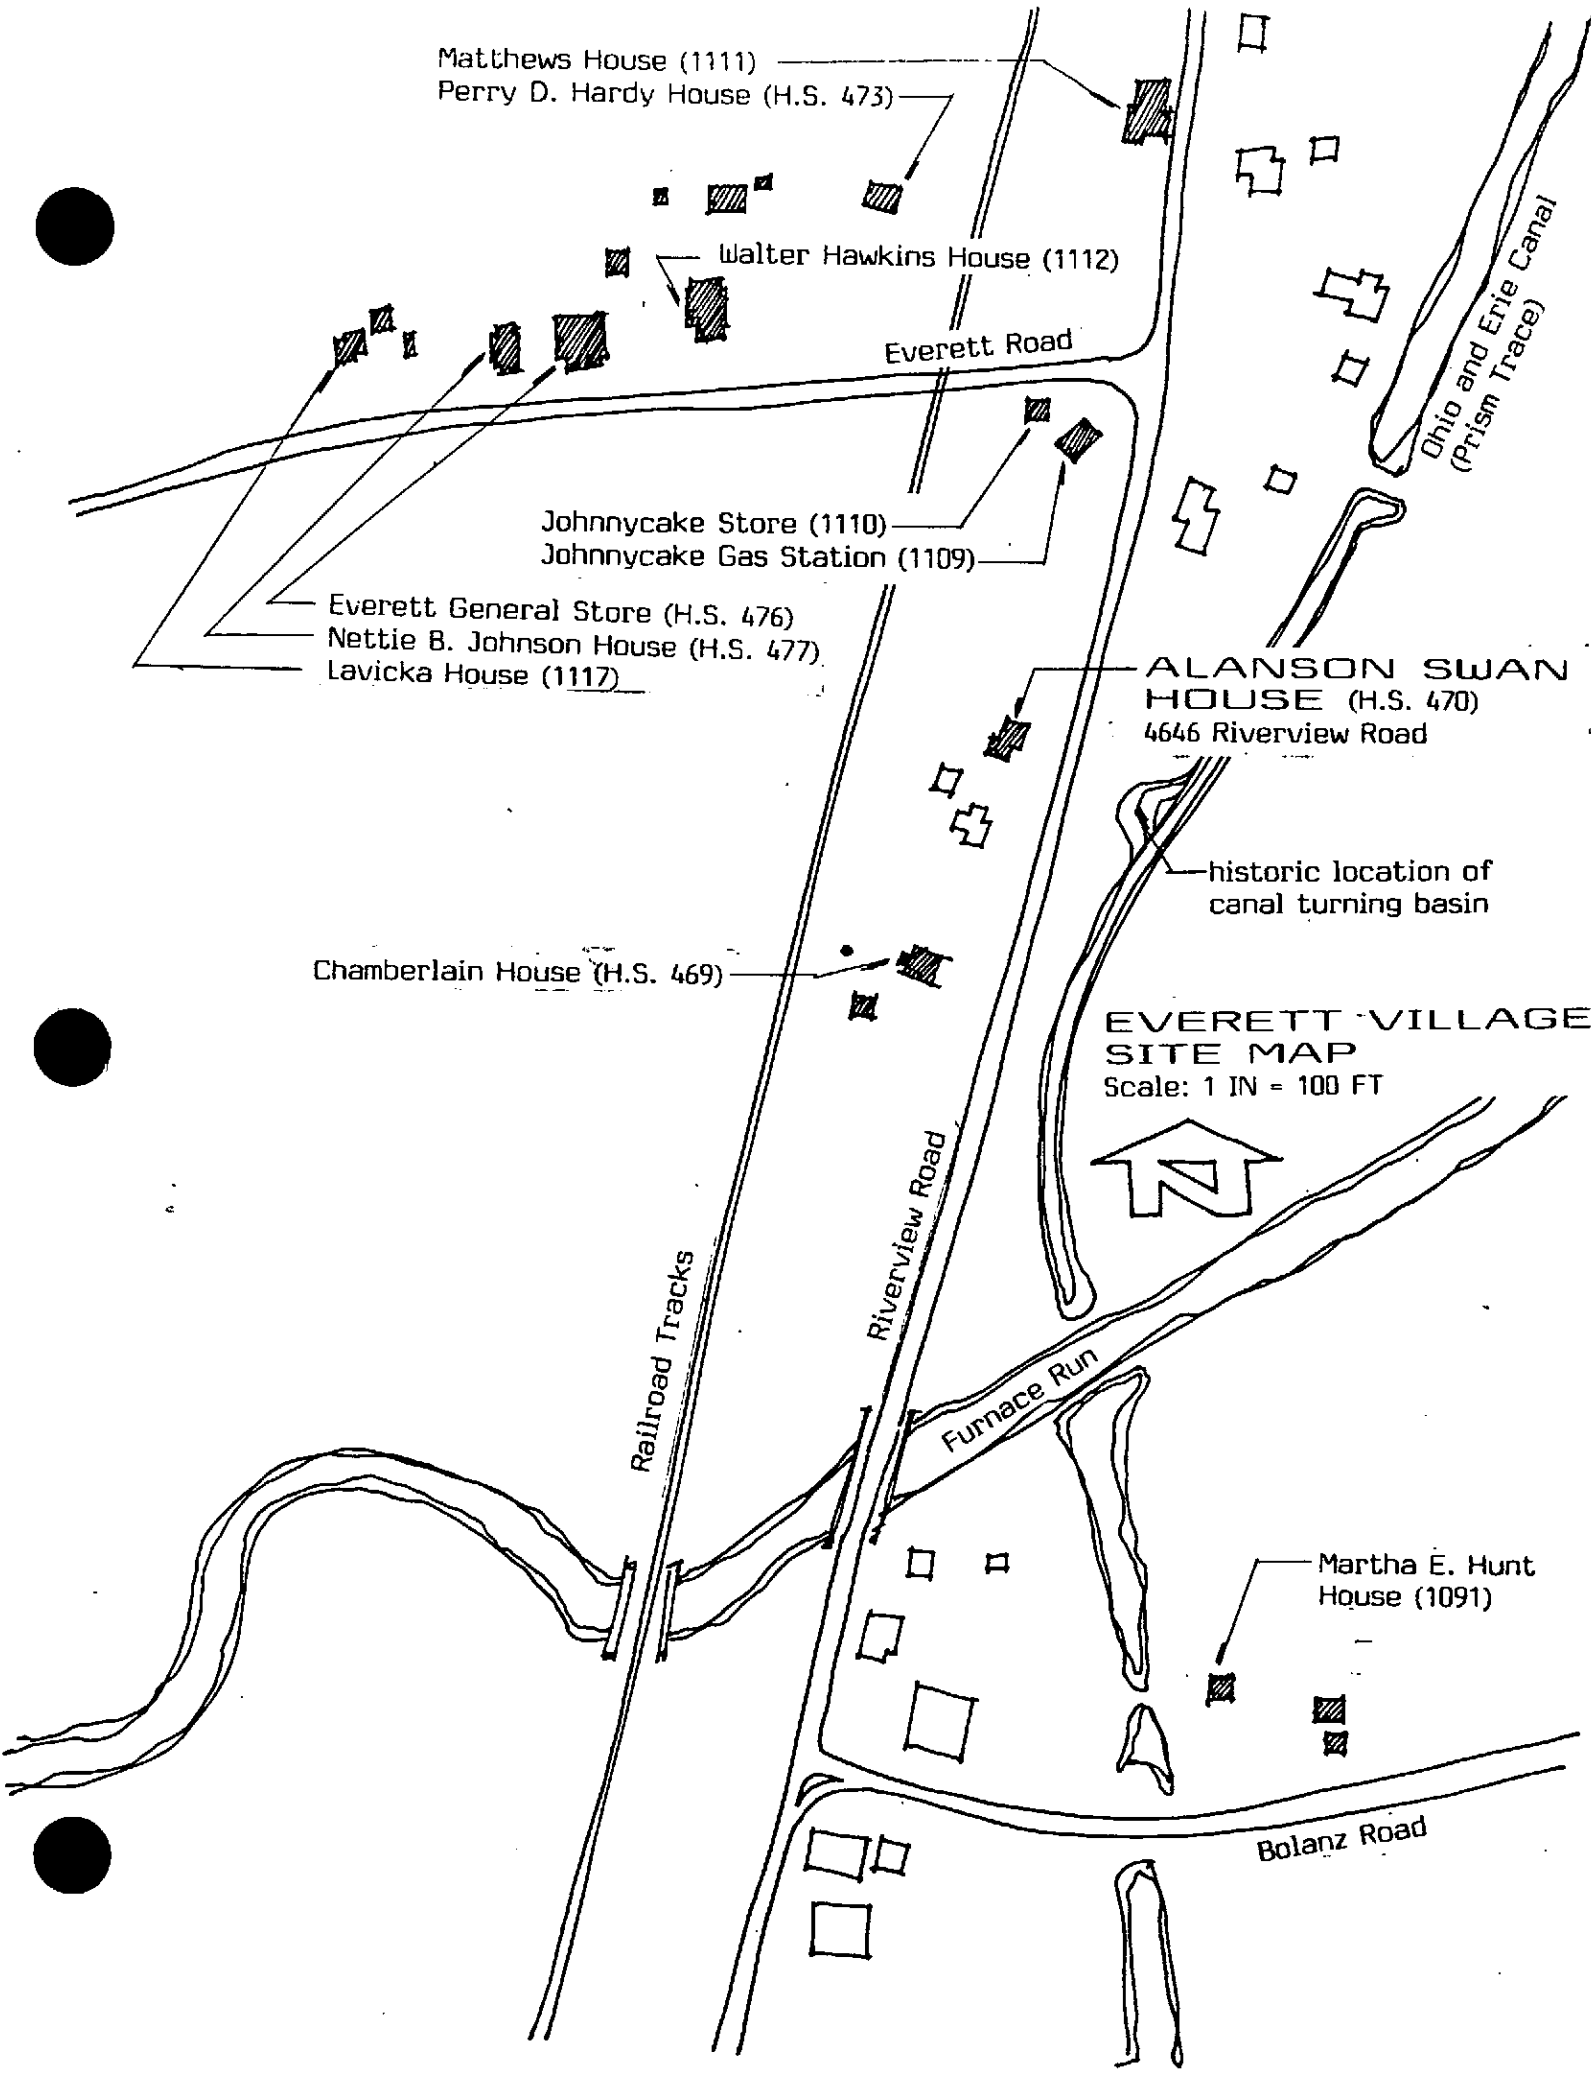 Matthews House (1111)
Perry D. Hardy House (H.S. 473)
Walter Hawkins House (1112)
Everett Road
Ohio and Erie Canal
(Prism Trace)
Johnnycake Store (1110)
Johnnycake Gas Station (1109)
Everett General Store (H.S. 476)
Nettie B. Johnson House (H.S. 477)
Lavicka House (1117)
ALANSON SWAN
HOUSE (H.S. 470)
4646 Riverview Road
historic location of
canal turning basin
Chamberlain House (H.S. 469)
EVERETT VILLAGE
SITE MAP
Scale: 1 IN = 100 FT
N
Riverview Road
Railroad Tracks
Furnace Run
Martha E. Hunt
House (1091)
Bolanz Road